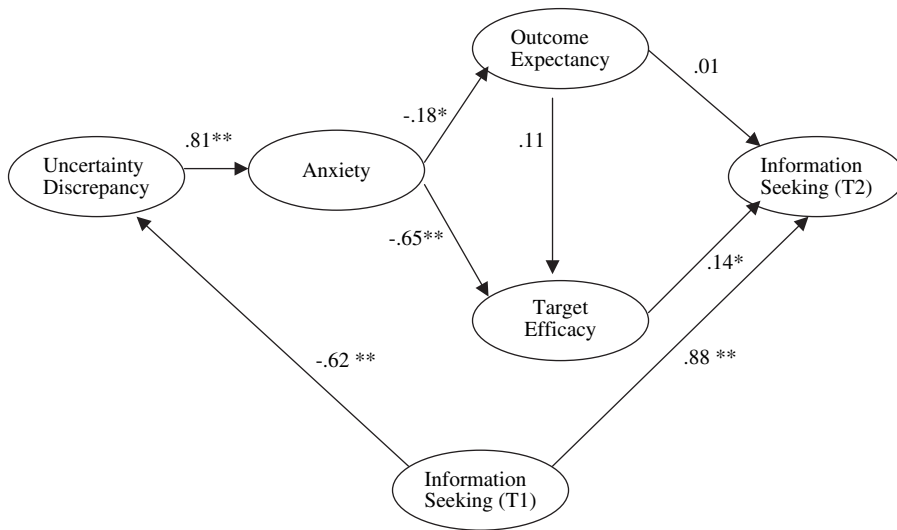 Outcome
Expectancy
.01
-.18*
.81**
.11
Uncertainty
Discrepancy
Anxiety
Information
Seeking (T2)
-.65**
.14*
Target
Efficacy
-.62 **
.88 **
Information
Seeking (T1)